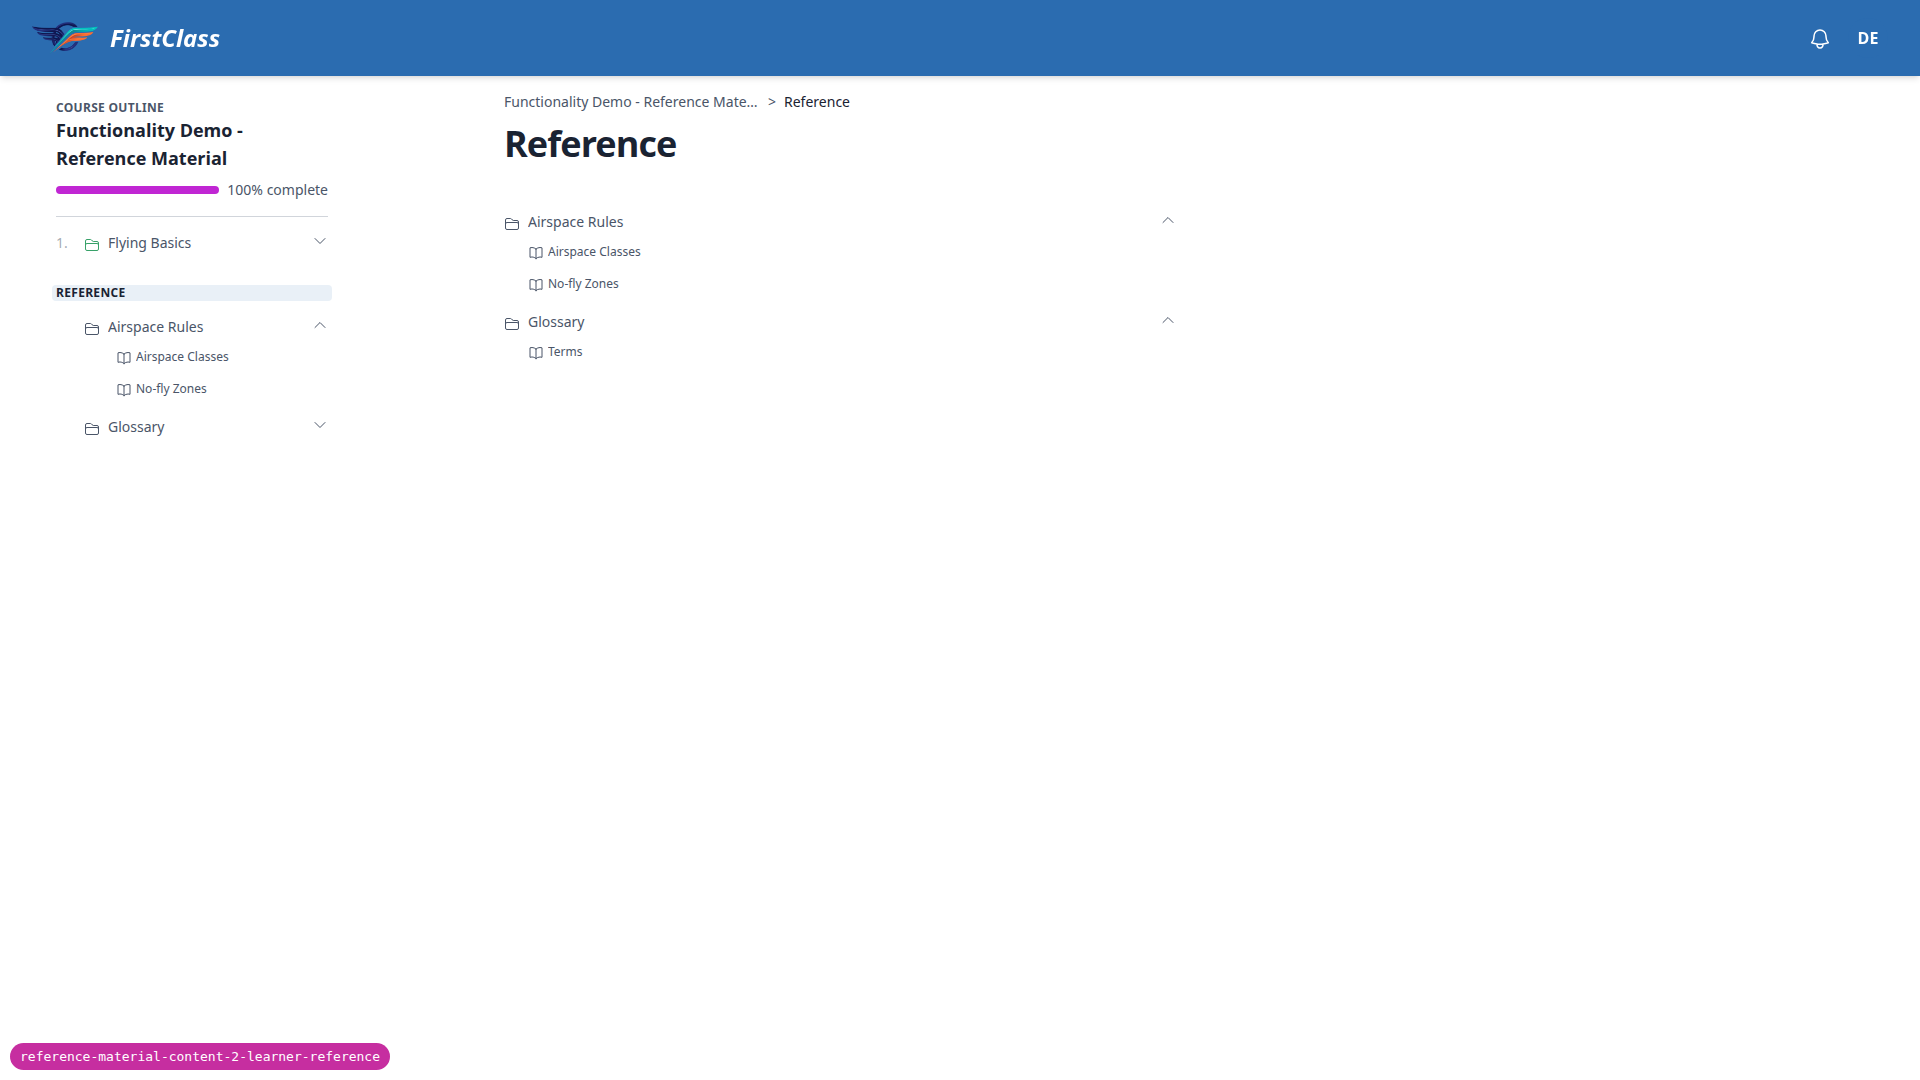 FirstClass
DE
COURSE OUTLINE
Functionality Demo -
Reference Material
100% complete
1. Flying Basics
REFERENCE
Airspace Rules
Airspace Classes
No-fly Zones
Glossary
Functionality Demo - Reference Mate... > Reference
Reference
Airspace Rules
Airspace Classes
No-fly Zones
Glossary
Terms
reference-material-content-2-learner-reference